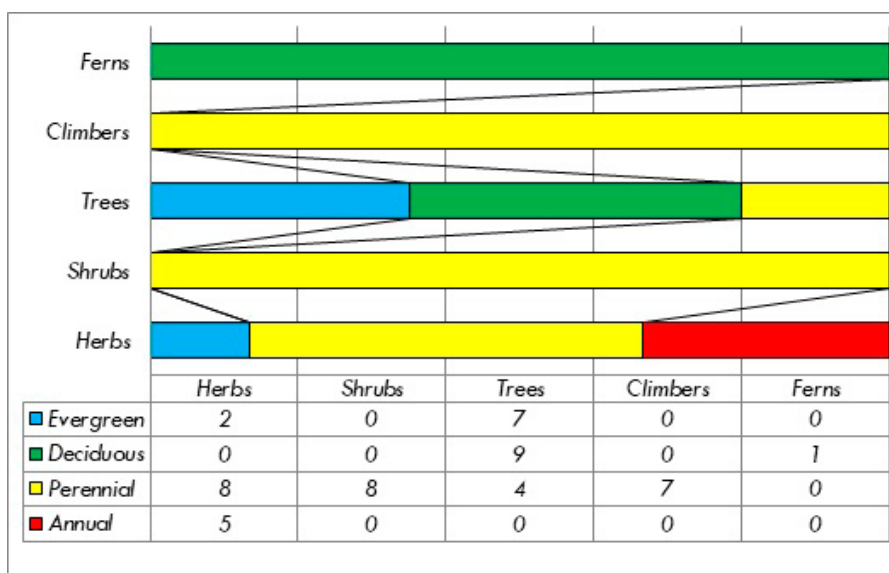 Ferns
Climbers
Trees
Shrubs
Herbs
Herbs Shrubs Trees Climbers Ferns
Evergreen 2 0 7 0 0
Deciduous 0 0 9 0 1
Perennial 8 8 4 7 0
Annual 5 0 0 0 0